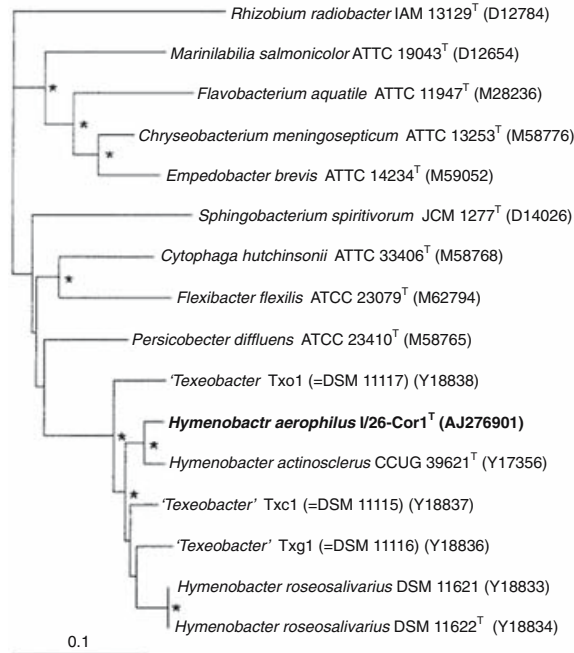 Rhizobium radiobacter IAM 13129ᵀ (D12784)
Marinilabilia salmonicolor ATTC 19043ᵀ (D12654)
Flavobacterium aquatile ATTC 11947ᵀ (M28236)
Chryseobacterium meningosepticum ATTC 13253ᵀ (M58776)
Empedobacter brevis ATTC 14234ᵀ (M59052)
Sphingobacterium spiritivorum JCM 1277ᵀ (D14026)
Cytophaga hutchinsonii ATTC 33406ᵀ (M58768)
Flexibacter flexilis ATCC 23079ᵀ (M62794)
Persicobecter diffluens ATCC 23410ᵀ (M58765)
‘Texeobacter Txo1 (=DSM 11117) (Y18838)
Hymenobactr aerophilus I/26-Cor1ᵀ (AJ276901)
Hymenobacter actinosclerus CCUG 39621ᵀ (Y17356)
‘Texeobacter’ Txc1 (=DSM 11115) (Y18837)
‘Texeobacter’ Txg1 (=DSM 11116) (Y18836)
Hymenobacter roseosalivarius DSM 11621 (Y18833)
Hymenobacter roseosalivarius DSM 11622ᵀ (Y18834)
0.1